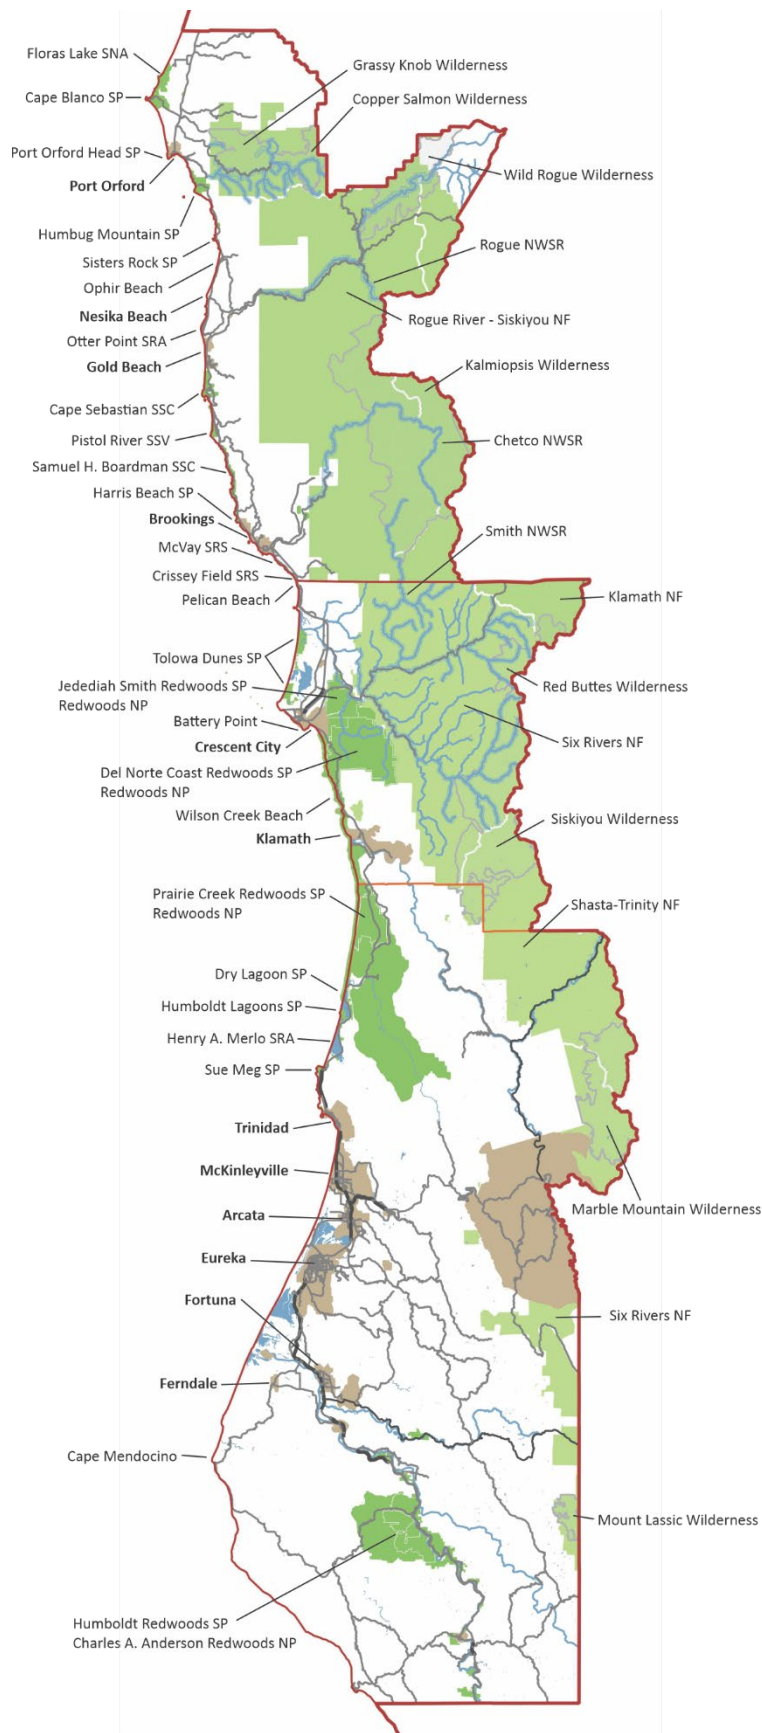 Floras Lake SNA
Grassy Knob Wilderness
Cape Blanco SP
Copper Salmon Wilderness
Port Orford Head SP
Wild Rogue Wilderness
Port Orford
Humbug Mountain SP
Rogue NWSR
Sisters Rock SP
Ophir Beach
Nesika Beach
Rogue River - Siskiyou NF
Otter Point SRA
Gold Beach
Kalmiopsis Wilderness
Cape Sebastian SSC
Pistol River SSV
Chetco NWSR
Samuel H. Boardman SSC
Harris Beach SP
Brookings
Smith NWSR
McVay SRS
Crissey Field SRS
Pelican Beach
Klamath NF
Tolowa Dunes SP
Jedediah Smith Redwoods SP
Redwoods NP
Red Buttes Wilderness
Battery Point
Crescent City
Six Rivers NF
Del Norte Coast Redwoods SP
Redwoods NP
Wilson Creek Beach
Siskiyou Wilderness
Klamath
Prairie Creek Redwoods SP
Redwoods NP
Shasta-Trinity NF
Dry Lagoon SP
Humboldt Lagoons SP
Henry A. Merlo SRA
Sue Meg SP
Trinidad
McKinleyville
Marble Mountain Wilderness
Arcata
Eureka
Fortuna
Six Rivers NF
Ferndale
Cape Mendocino
Mount Lassic Wilderness
Humboldt Redwoods SP
Charles A. Anderson Redwoods NP